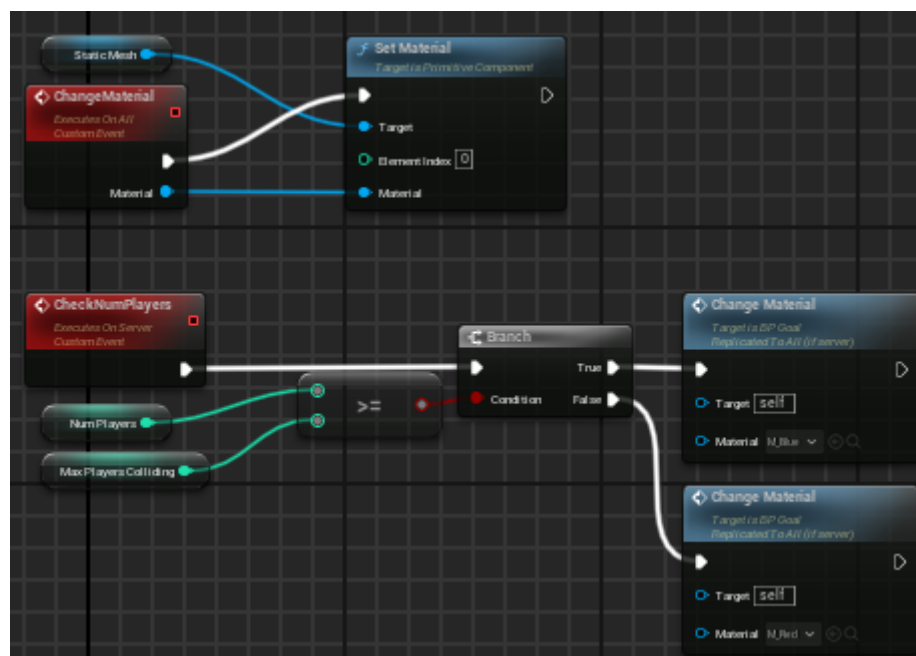 Static Mesh
ChangeMaterial
Executes On All
Custom Event
Material
Set Material
Target is Primitive Component
Target
Element Index 0
Material
CheckNumPlayers
Executes On Server
Custom Event
Num Players
Max Players Colliding
>=
Branch
True
Condition
False
Change Material
Target is BP Goal
Replicated To All (if server)
Target self
Material M_Blue
Change Material
Target is BP Goal
Replicated To All (if server)
Target self
Material M_Red